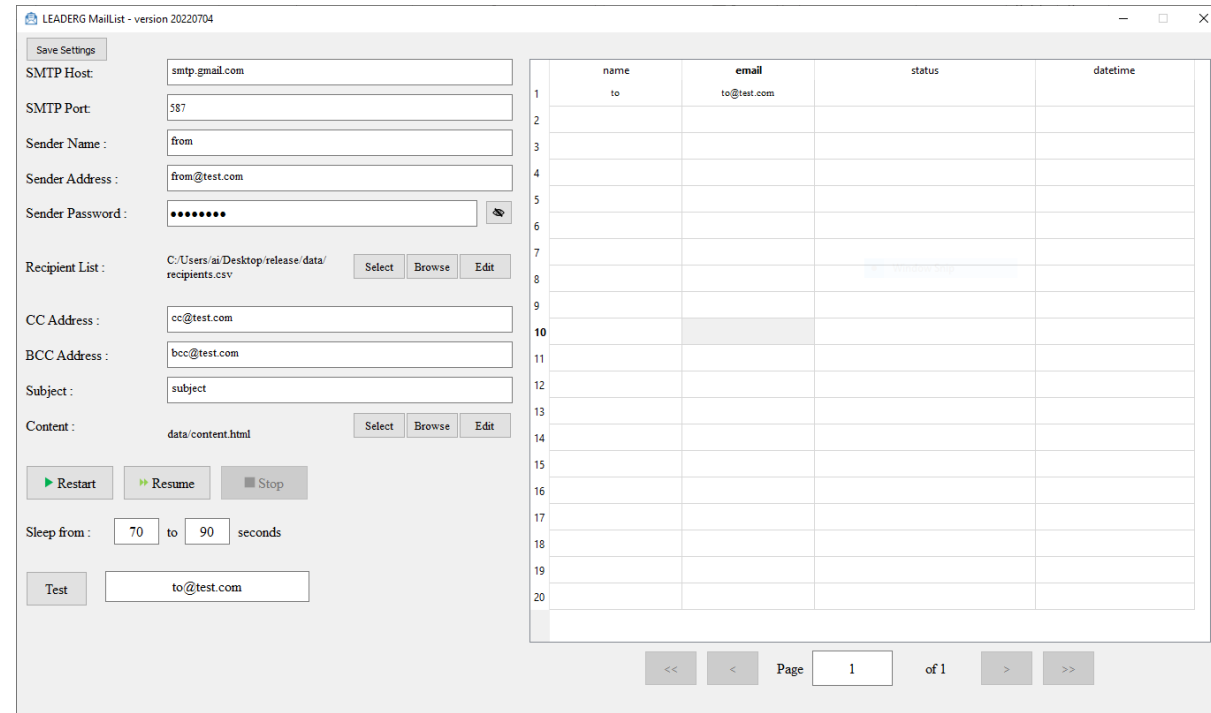 LEADERG MailList - version 20220704
Save Settings
SMTP Host: smtp.gmail.com
SMTP Port: 587
Sender Name : from
Sender Address : from@test.com
Sender Password : ●●●●●●●●
Recipient List : C:/Users/ai/Desktop/release/data/
recipients.csv
Select Browse Edit
CC Address : cc@test.com
BCC Address : bcc@test.com
Subject : subject
Content : data/content.html
Select Browse Edit
Restart Resume Stop
Sleep from : 70 to 90 seconds
Test to@test.com
name email status datetime
1 to to@test.com
2
3
4
5
6
7
8
9
10
11
12
13
14
15
16
17
18
19
20
<< < Page 1 of 1 > >>